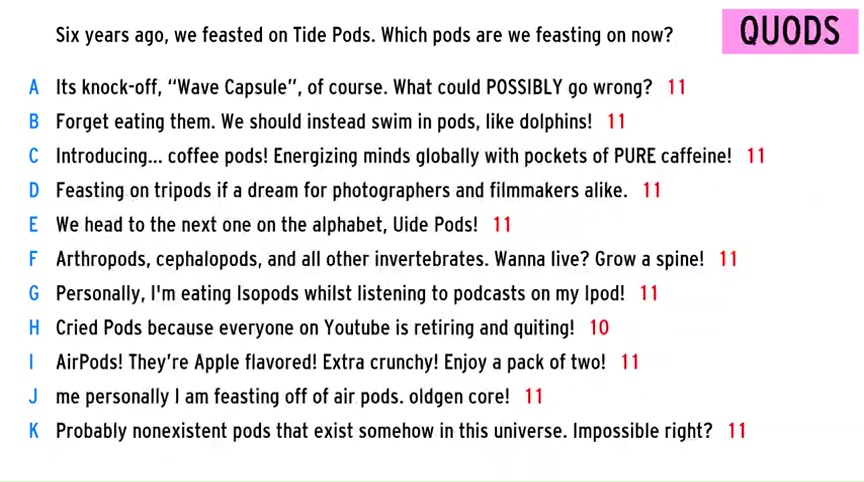 Six years ago, we feasted on Tide Pods. Which pods are we feasting on now?
QUODS
A Its knock-off, “Wave Capsule”, of course. What could POSSIBLY go wrong? 11
B Forget eating them. We should instead swim in pods, like dolphins! 11
C Introducing... coffee pods! Energizing minds globally with pockets of PURE caffeine! 11
D Feasting on tripods if a dream for photographers and filmmakers alike. 11
E We head to the next one on the alphabet, Uide Pods! 11
F Arthropods, cephalopods, and all other invertebrates. Wanna live? Grow a spine! 11
G Personally, I'm eating Isopods whilst listening to podcasts on my Ipod! 11
H Cried Pods because everyone on Youtube is retiring and quiting! 10
I AirPods! They're Apple flavored! Extra crunchy! Enjoy a pack of two! 11
J me personally I am feasting off of air pods. oldgen core! 11
K Probably nonexistent pods that exist somehow in this universe. Impossible right? 11